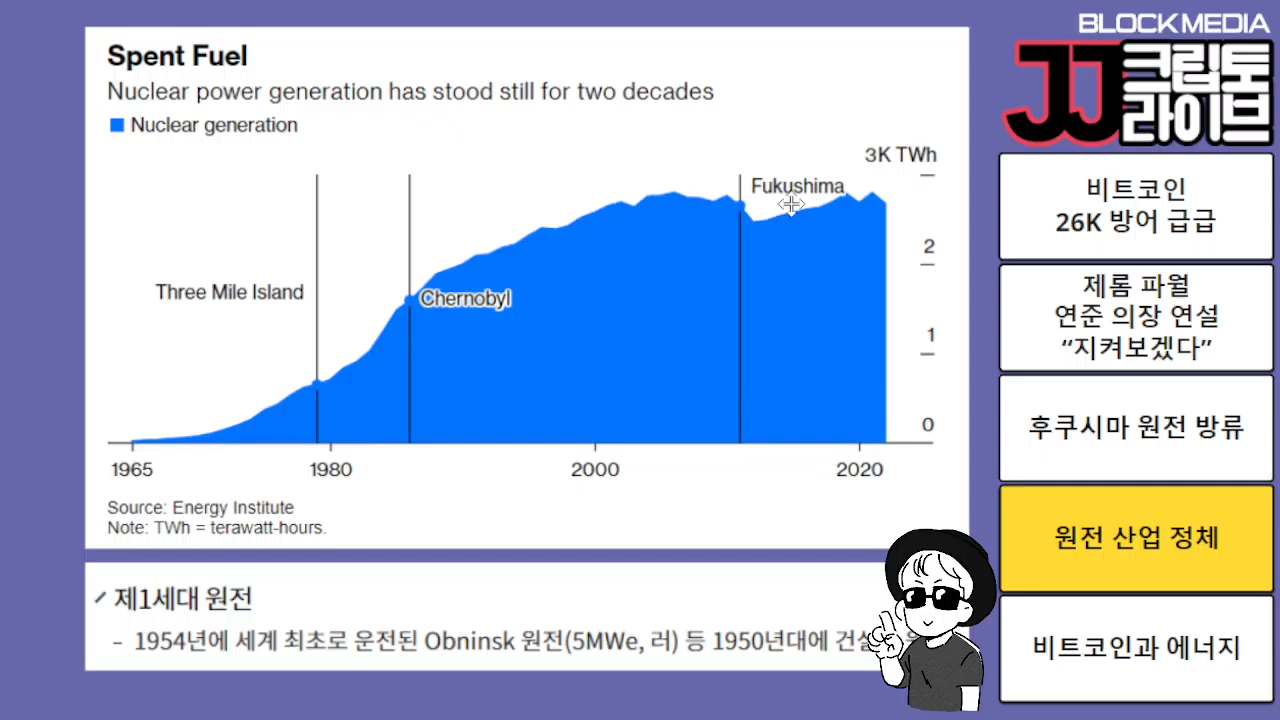 Spent Fuel
Nuclear power generation has stood still for two decades
Nuclear generation
3K TWh
Fukushima
2
Three Mile Island
Chernobyl
1
0
1965
1980
2000
2020
Source: Energy Institute
Note: TWh = terawatt-hours.
제1세대 원전
– 1954년에 세계 최초로 운전된 Obninsk 원전(5MWe, 러) 등 1950년대에
BLOCKMEDIA
JJ 크립토
라이브
비트코인
26K 방어 급급
제롬 파월
연준 의장 연설
“지켜보겠다”
후쿠시마 원전 방류
원전 산업 정체
비트코인과 에너지